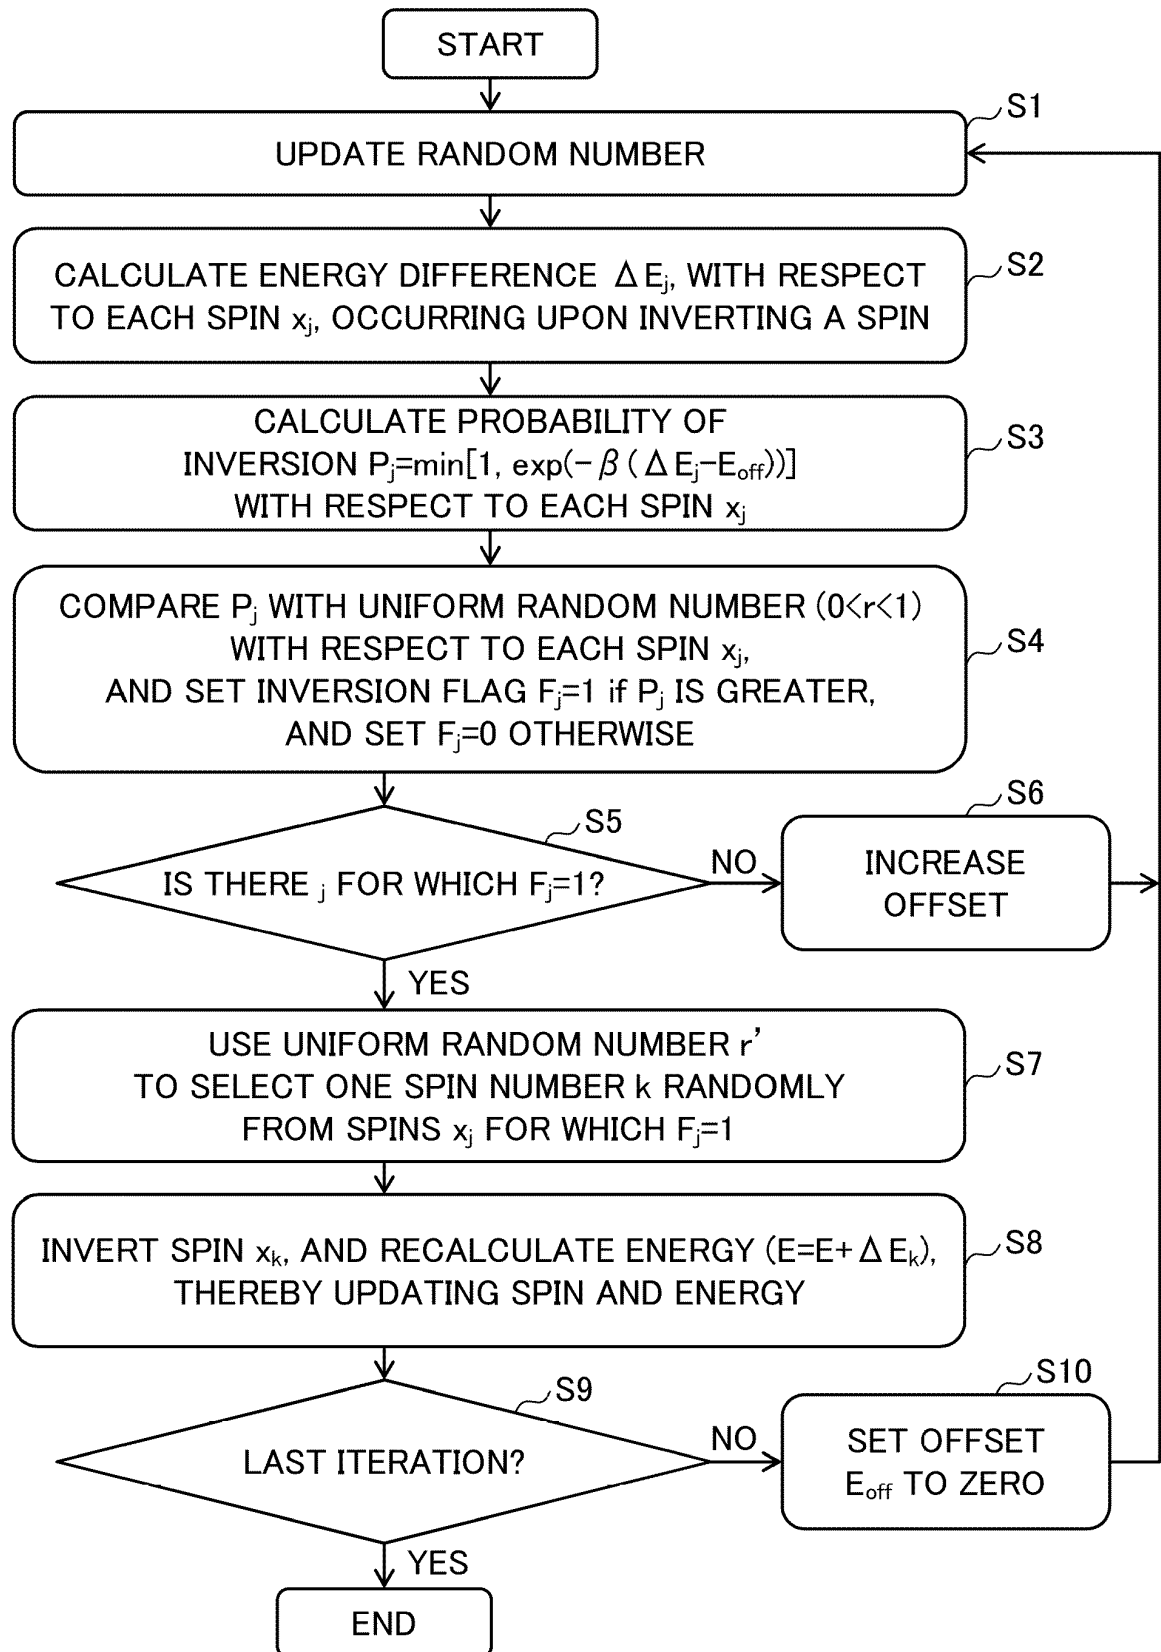 START
S1
UPDATE RANDOM NUMBER
S2
CALCULATE ENERGY DIFFERENCE ΔEj, WITH RESPECT
TO EACH SPIN xj, OCCURRING UPON INVERTING A SPIN
S3
CALCULATE PROBABILITY OF
INVERSION Pj=min[1, exp(-β(ΔEj-Eoff))]
WITH RESPECT TO EACH SPIN xj
S4
COMPARE Pj WITH UNIFORM RANDOM NUMBER (0<r<1)
WITH RESPECT TO EACH SPIN xj,
AND SET INVERSION FLAG Fj=1 if Pj IS GREATER,
AND SET Fj=0 OTHERWISE
S5
IS THERE j FOR WHICH Fj=1?
NO
S6
INCREASE
OFFSET
YES
S7
USE UNIFORM RANDOM NUMBER r'
TO SELECT ONE SPIN NUMBER k RANDOMLY
FROM SPINS xj FOR WHICH Fj=1
S8
INVERT SPIN xk, AND RECALCULATE ENERGY (E=E+ΔEk),
THEREBY UPDATING SPIN AND ENERGY
S9
LAST ITERATION?
NO
S10
SET OFFSET
Eoff TO ZERO
YES
END